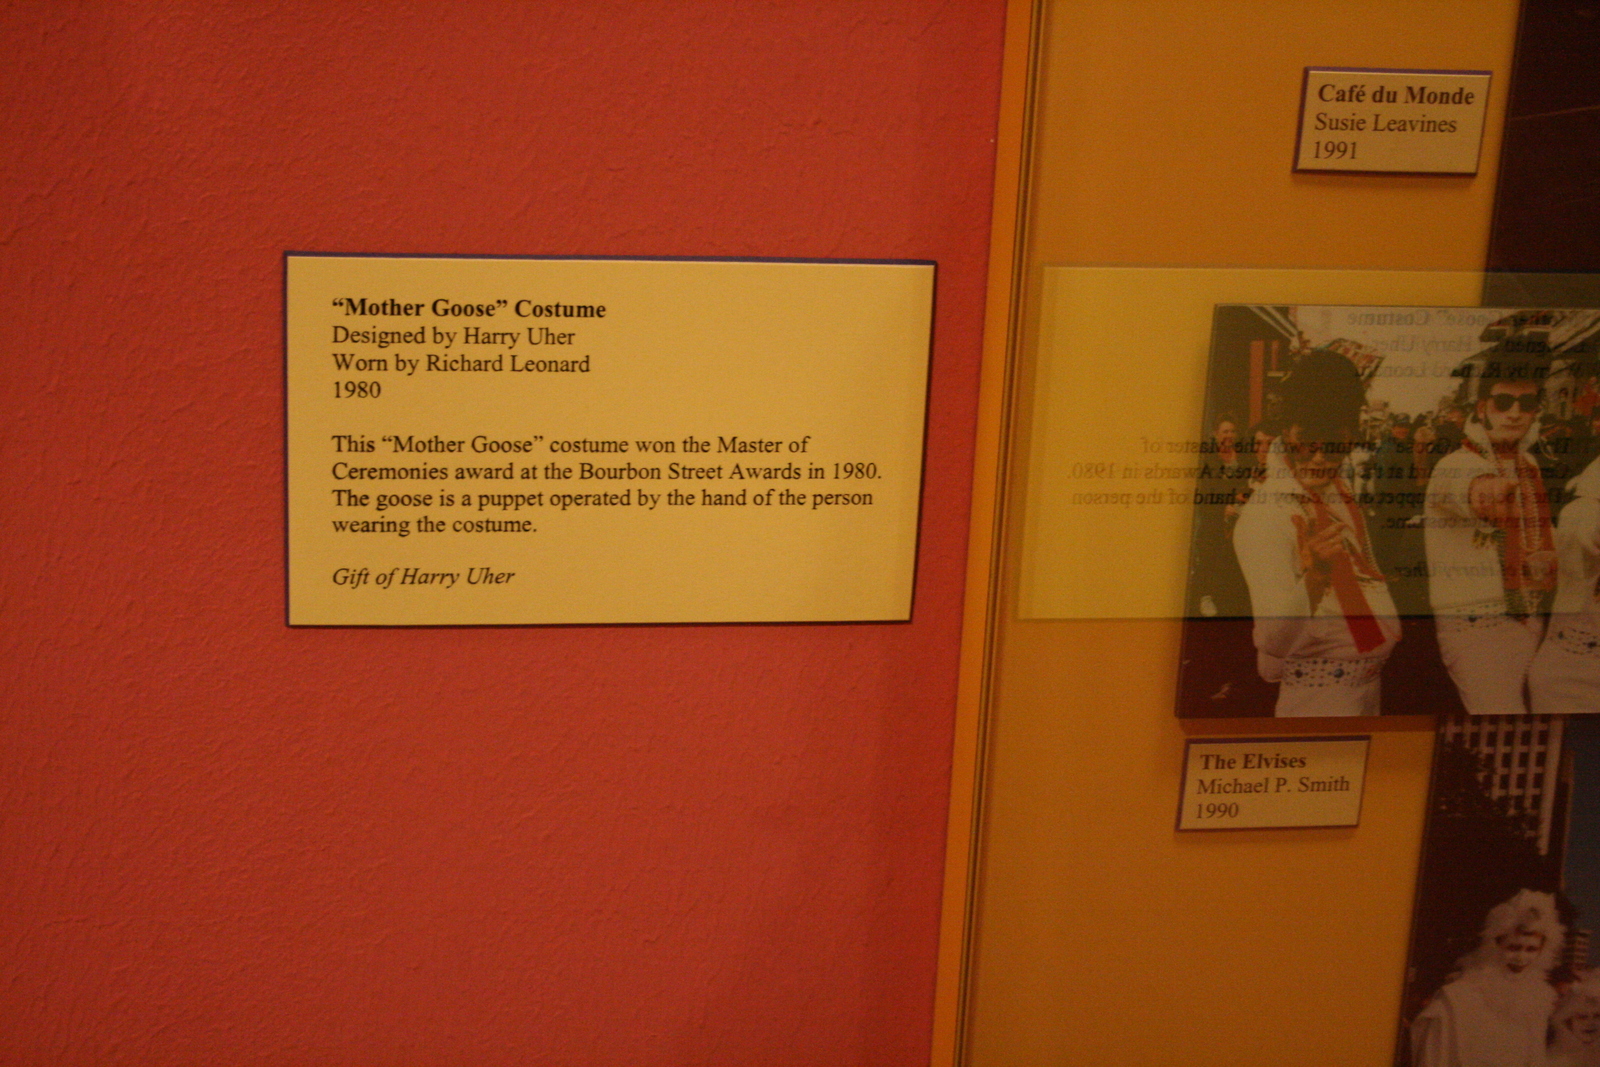 “Mother Goose” Costume
Designed by Harry Uher
Worn by Richard Leonard
1980
This “Mother Goose” costume won the Master of
Ceremonies award at the Bourbon Street Awards in 1980.
The goose is a puppet operated by the hand of the person
wearing the costume.
Gift of Harry Uher
Café du Monde
Susie Leavines
1991
The Elvises
Michael P. Smith
1990